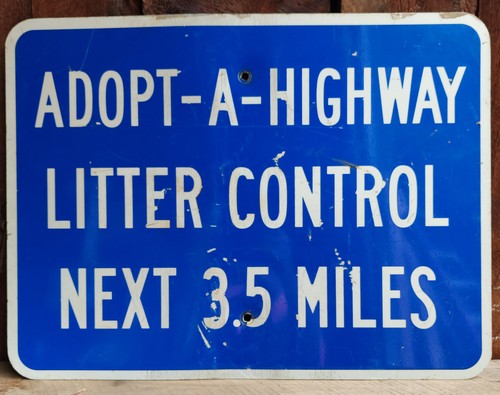 ADOPT-A-HIGHWAY
LITTER CONTROL
NEXT 3.5 MILES